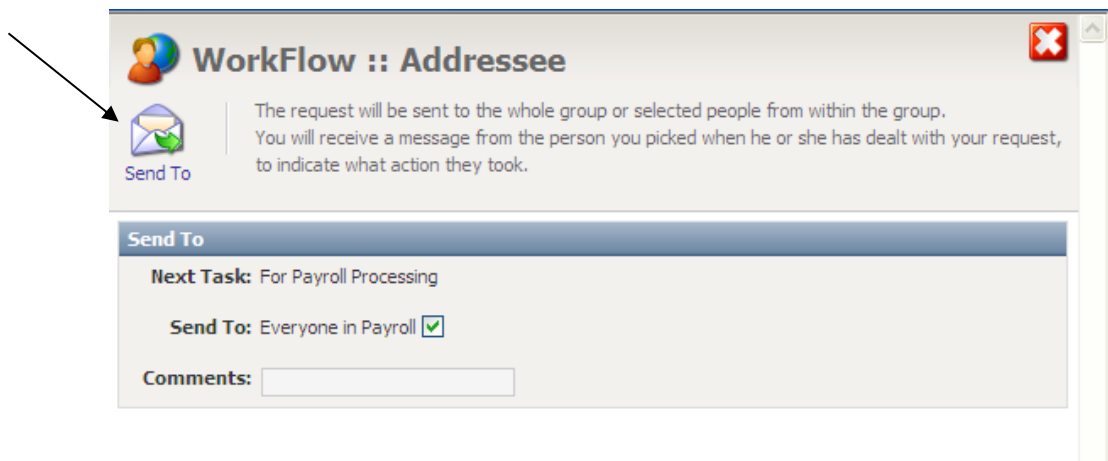 WorkFlow :: Addressee
The request will be sent to the whole group or selected people from within the group.
You will receive a message from the person you picked when he or she has dealt with your request,
to indicate what action they took.
Send To
Send To
Next Task: For Payroll Processing
Send To: Everyone in Payroll
Comments: